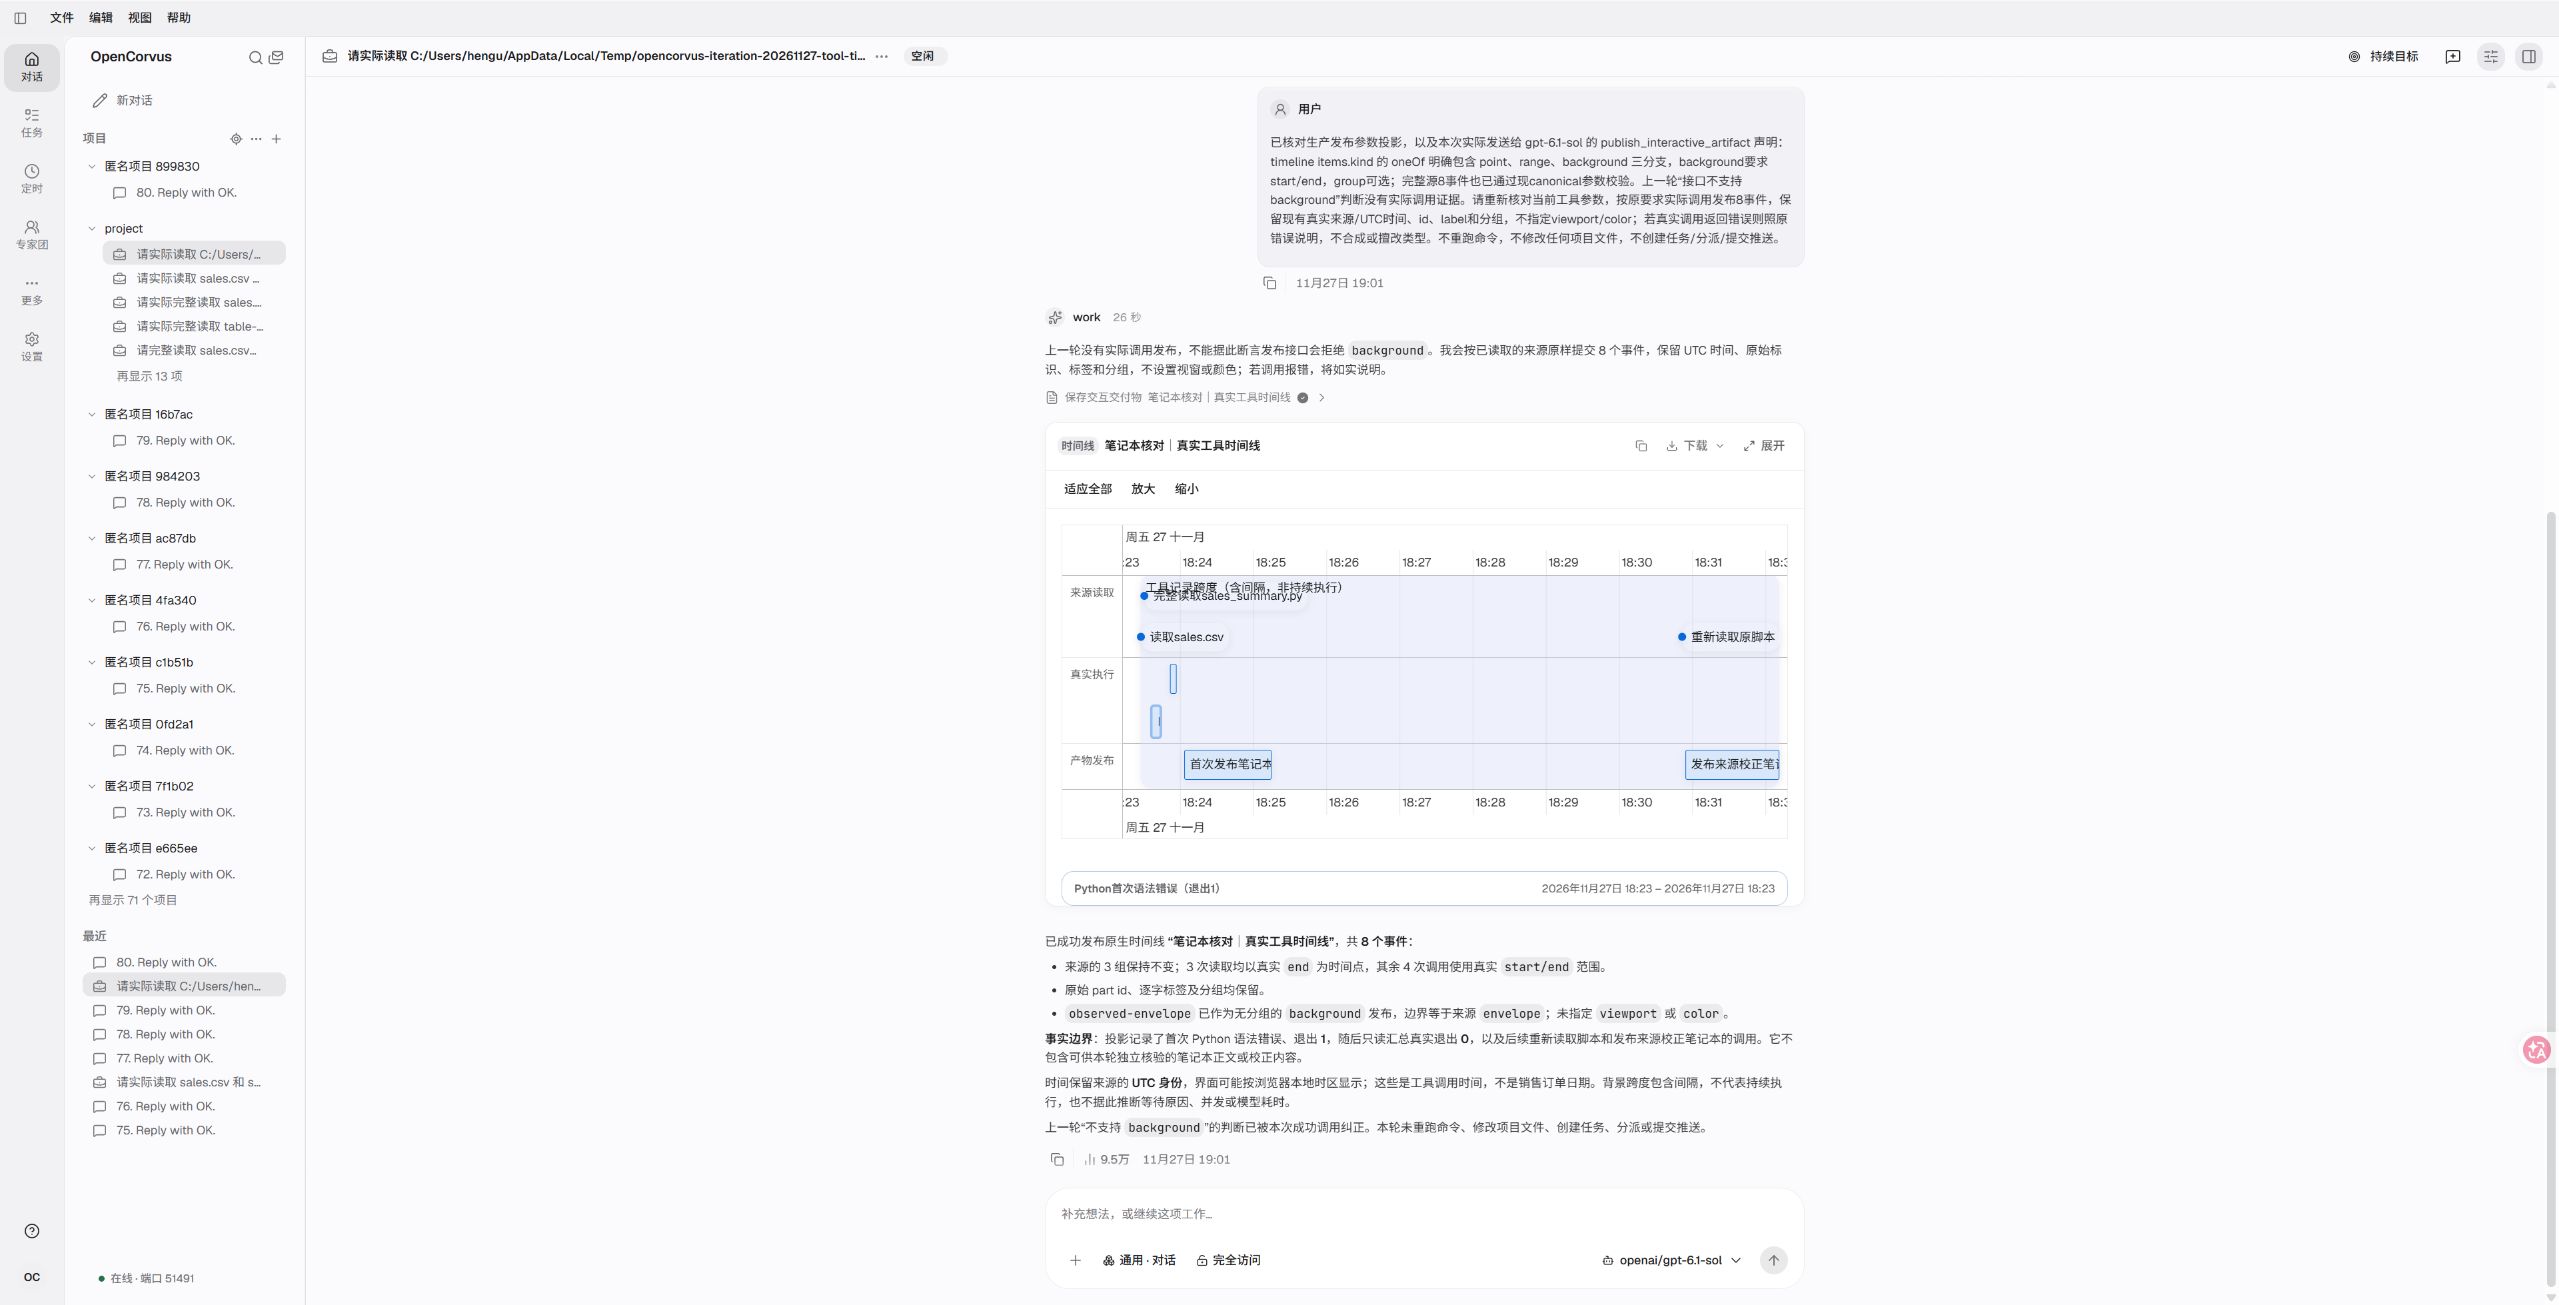 文件 编辑 视图 帮助
对话
任务
定时
专家团
更多
设置
OC
OpenCorvus
新对话
项目
匿名项目 899830
80. Reply with OK.
project
请实际读取 C:/Users/...
请实际读取 sales.csv ...
请实际完整读取 sales....
请实际完整读取 table-...
请完整读取 sales.csv...
再显示 13 项
匿名项目 16b7ac
79. Reply with OK.
匿名项目 984203
78. Reply with OK.
匿名项目 ac87db
77. Reply with OK.
匿名项目 4fa340
76. Reply with OK.
匿名项目 c1b51b
75. Reply with OK.
匿名项目 0fd2a1
74. Reply with OK.
匿名项目 7f1b02
73. Reply with OK.
匿名项目 e665ee
72. Reply with OK.
再显示 71 个项目
最近
80. Reply with OK.
请实际读取 C:/Users/hen...
79. Reply with OK.
78. Reply with OK.
77. Reply with OK.
请实际读取 sales.csv 和 s...
76. Reply with OK.
75. Reply with OK.
在线 · 端口 51491
请实际读取 C:/Users/hengu/AppData/Local/Temp/opencorvus-iteration-20261127-tool-ti... 空闲
持续目标
用户
已核对生产发布参数投影，以及本次实际发送给 gpt-6.1-sol 的 publish_interactive_artifact 声明：
timeline items.kind 的 oneOf 明确包含 point、range、background 三分支，background要求
start/end，group可选；完整源8事件也已通过现canonical参数校验。上一轮“接口不支持
background”判断没有实际调用证据。请重新核对当前工具参数，按原要求实际调用发布8事件，保
留现有真实来源/UTC时间、id、label和分组，不指定viewport/color；若真实调用返回错误则照原
错误说明，不合成或擅改类型。不重跑命令，不修改任何项目文件，不创建任务/分派/提交推送。
11月27日 19:01
work 26 秒
上一轮没有实际调用发布，不能据此断言发布接口会拒绝 background 。我会按已读取的来源原样提交 8 个事件，保留 UTC 时间、原始标
识、标签和分组，不设置视窗或颜色；若调用报错，将如实说明。
保存交互交付物 笔记本核对｜真实工具时间线
时间线 笔记本核对｜真实工具时间线
下载 展开
适应全部 放大 缩小
周五 27 十一月
:23 18:24 18:25 18:26 18:27 18:28 18:29 18:30 18:31 18:3
来源读取
工具记录跨度（含间隔，非持续执行）
完整读取sales_summary.py
读取sales.csv
重新读取原脚本
真实执行
产物发布
首次发布笔记本
发布来源校正笔记
:23 18:24 18:25 18:26 18:27 18:28 18:29 18:30 18:31 18:3
周五 27 十一月
Python首次语法错误（退出1） 2026年11月27日 18:23 – 2026年11月27日 18:23
已成功发布原生时间线 “笔记本核对｜真实工具时间线”，共 8 个事件：
• 来源的 3 组保持不变；3 次读取均以真实 end 为时间点，其余 4 次调用使用真实 start/end 范围。
• 原始 part id、逐字标签及分组均保留。
• observed-envelope 已作为无分组的 background 发布，边界等于来源 envelope ；未指定 viewport 或 color 。
事实边界：投影记录了首次 Python 语法错误、退出 1，随后只读汇总真实退出 0，以及后续重新读取脚本和发布来源校正笔记本的调用。它不
包含可供本轮独立核验的笔记本正文或校正内容。
时间保留来源的 UTC 身份，界面可能按浏览器本地时区显示；这些是工具调用时间，不是销售订单日期。背景跨度包含间隔，不代表持续执
行，也不据此推断等待原因、并发或模型耗时。
上一轮“不支持 background ”的判断已被本次成功调用纠正。本轮未重跑命令、修改项目文件、创建任务、分派或提交推送。
9.5万 11月27日 19:01
补充想法，或继续这项工作...
通用 · 对话 完全访问
openai/gpt-6.1-sol